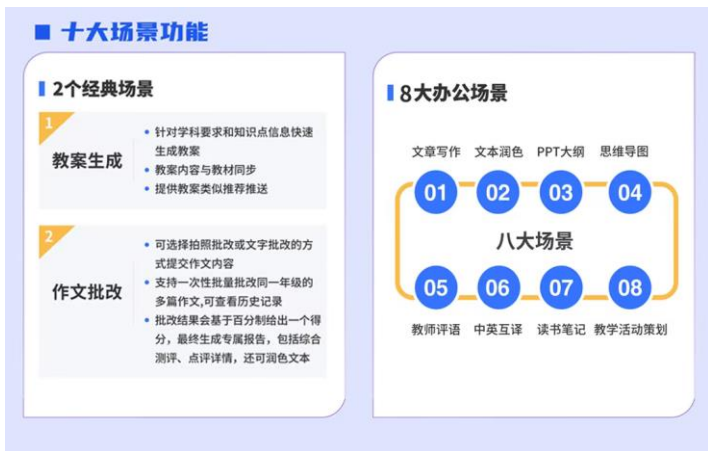 十大场景功能
2个经典场景
1
教案生成
针对学科要求和知识点信息快速
生成教案
教案内容与教材同步
提供教案类似推荐推送
2
作文批改
可选择拍照批改或文字批改的方
式提交作文内容
支持一次性批量批改同一年级的
多篇作文,可查看历史记录
批改结果会基于百分制给出一个得
分，最终生成专属报告，包括综合
测评、点评详情，还可润色文本
8大办公场景
文章写作 文本润色 PPT大纲 思维导图
01 02 03 04
八大场景
05 06 07 08
教师评语 中英互译 读书笔记 教学活动策划